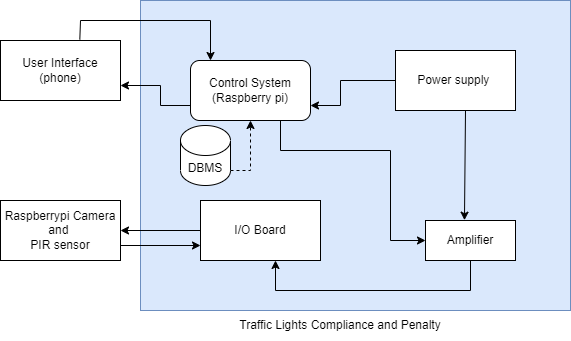 User Interface
(phone)
Control System
(Raspberry pi)
Power supply
DBMS
Raspberrypi Camera
and
PIR sensor
I/O Board
Amplifier
Traffic Lights Compliance and Penalty